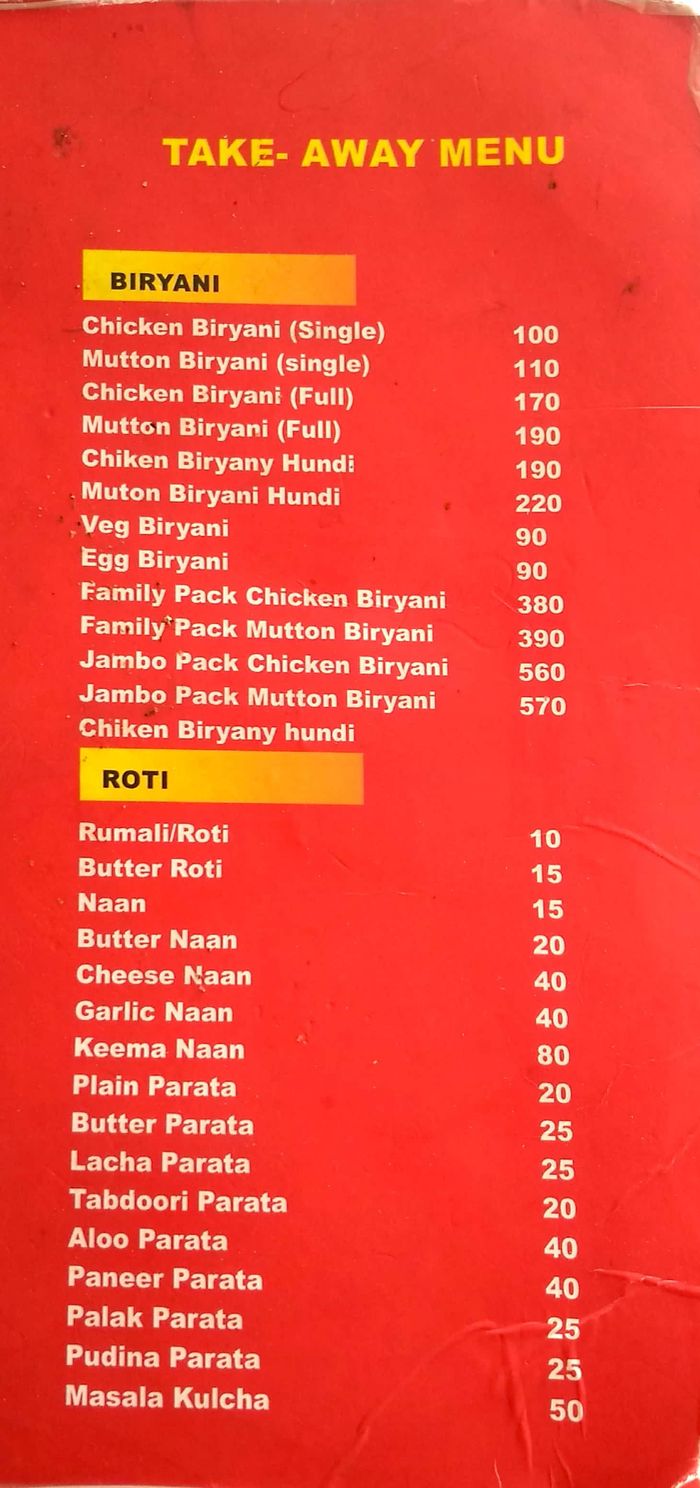 TAKE- AWAY MENU
BIRYANI
Chicken Biryani (Single) 100
Mutton Biryani (single) 110
Chicken Biryani (Full) 170
Mutton Biryani (Full) 190
Chiken Biryany Hundi 190
Muton Biryani Hundi 220
Veg Biryani 90
Egg Biryani 90
Family Pack Chicken Biryani 380
Family Pack Mutton Biryani 390
Jambo Pack Chicken Biryani 560
Jambo Pack Mutton Biryani 570
Chiken Biryany hundi
ROTI
Rumali/Roti 10
Butter Roti 15
Naan 15
Butter Naan 20
Cheese Naan 40
Garlic Naan 40
Keema Naan 80
Plain Parata 20
Butter Parata 25
Lacha Parata 25
Tabdoori Parata 20
Aloo Parata 40
Paneer Parata 40
Palak Parata 25
Pudina Parata 25
Masala Kulcha 50